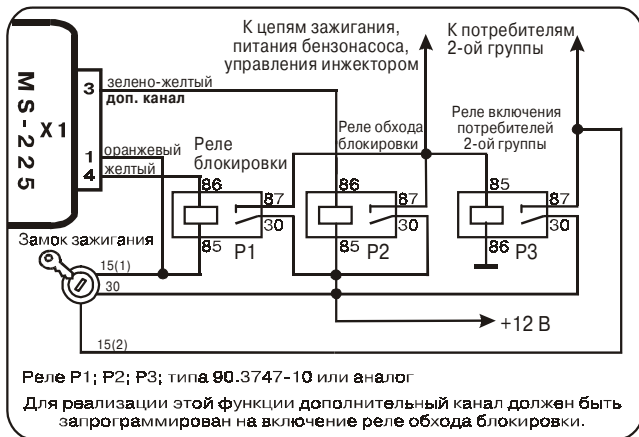 К цепям зажигания,
питания бензонасоса,
управления инжектором
К потребителям
2-ой группы
MS-225
X1
3
зелено-желтый
доп. канал
1
оранжевый
4
желтый
Реле
блокировки
Реле обхода
блокировки
Реле включения
потребителей
2-ой группы
86
87
30
85
P1
86
87
30
85
P2
85
87
30
86
P3
Замок зажигания
15(1)
30
15(2)
+12 В
Реле Р1; Р2; Р3; типа 90.3747-10 или аналог
Для реализации этой функции дополнительный канал должен быть
запрограммирован на включение реле обхода блокировки.